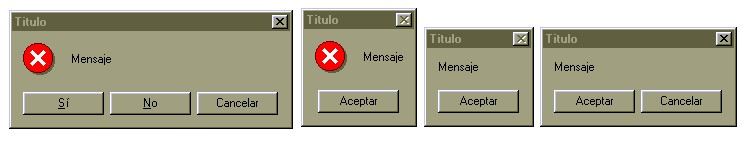 Titulo
Mensaje
Sí No Cancelar
Titulo
Mensaje
Aceptar
Titulo
Mensaje
Aceptar
Titulo
Mensaje
Aceptar Cancelar